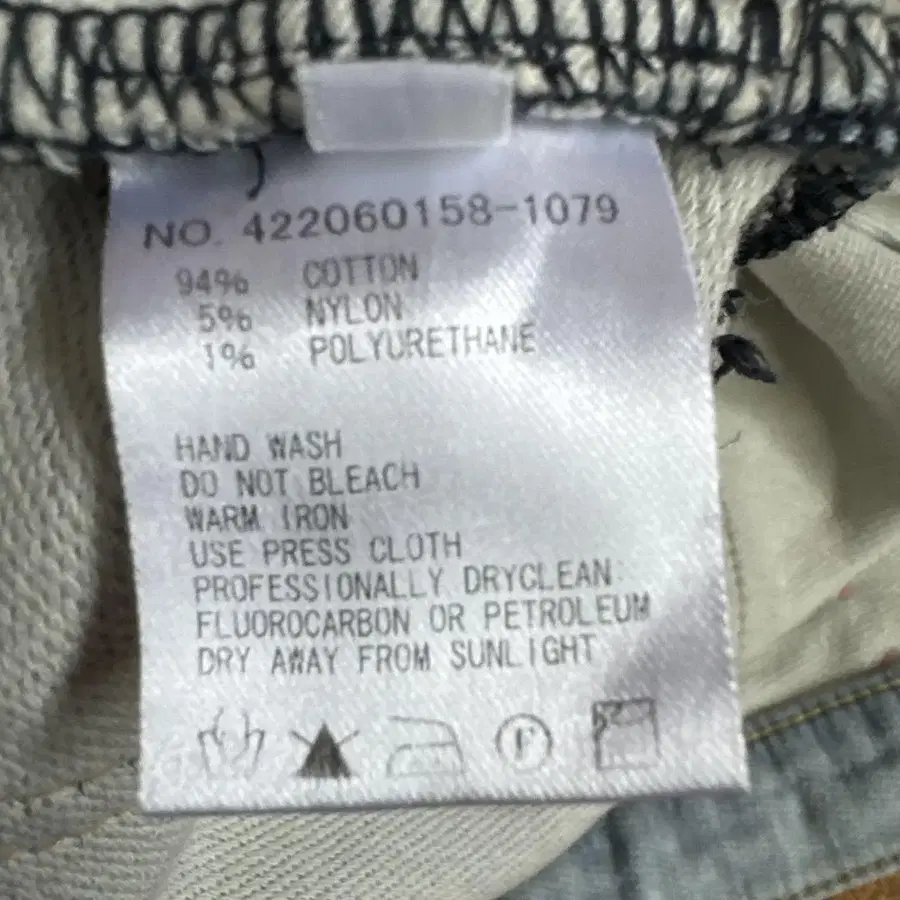 NO. 422060158-1079
94% COTTON
5% NYLON
1% POLYURETHANE
HAND WASH
DO NOT BLEACH
WARM IRON
USE PRESS CLOTH
PROFESSIONALLY DRYCLEAN:
FLUOROCARBON OR PETROLEUM
DRY AWAY FROM SUNLIGHT
F